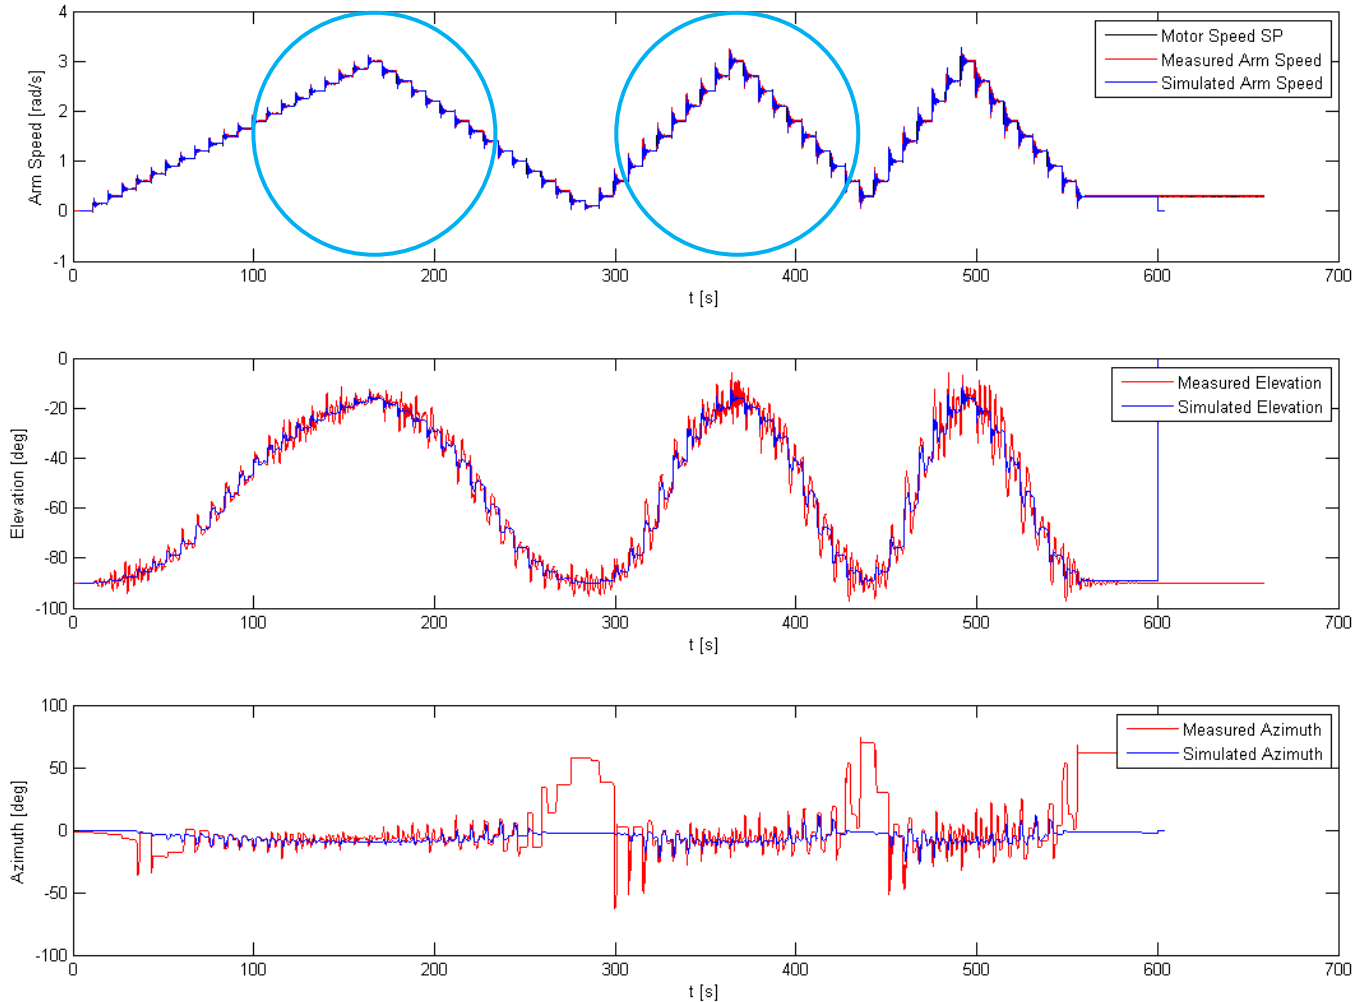 4
3
2
1
0
-1
Arm Speed [rad/s]
Motor Speed SP
Measured Arm Speed
Simulated Arm Speed
0 100 200 300 400 500 600 700
t [s]
0
-20
-40
-60
-80
-100
Elevation [deg]
Measured Elevation
Simulated Elevation
0 100 200 300 400 500 600 700
t [s]
100
50
0
-50
-100
Azimuth [deg]
Measured Azimuth
Simulated Azimuth
0 100 200 300 400 500 600 700
t [s]